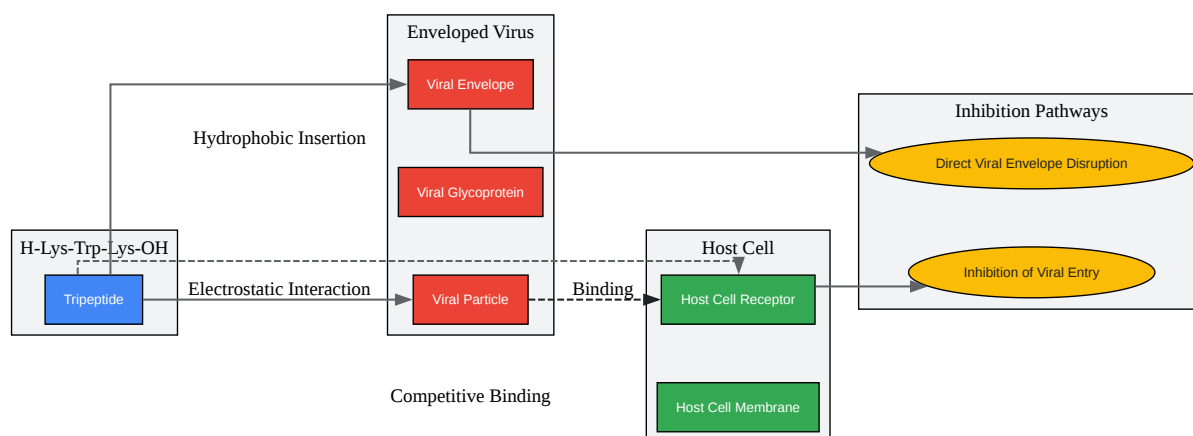 Enveloped Virus
Viral Envelope
Inhibition Pathways
Hydrophobic Insertion
Direct Viral Envelope Disruption
Viral Glycoprotein
H-Lys-Trp-Lys-OH
Host Cell
Inhibition of Viral Entry
Tripeptide
Electrostatic Interaction
Viral Particle
Binding
Host Cell Receptor
Competitive Binding
Host Cell Membrane